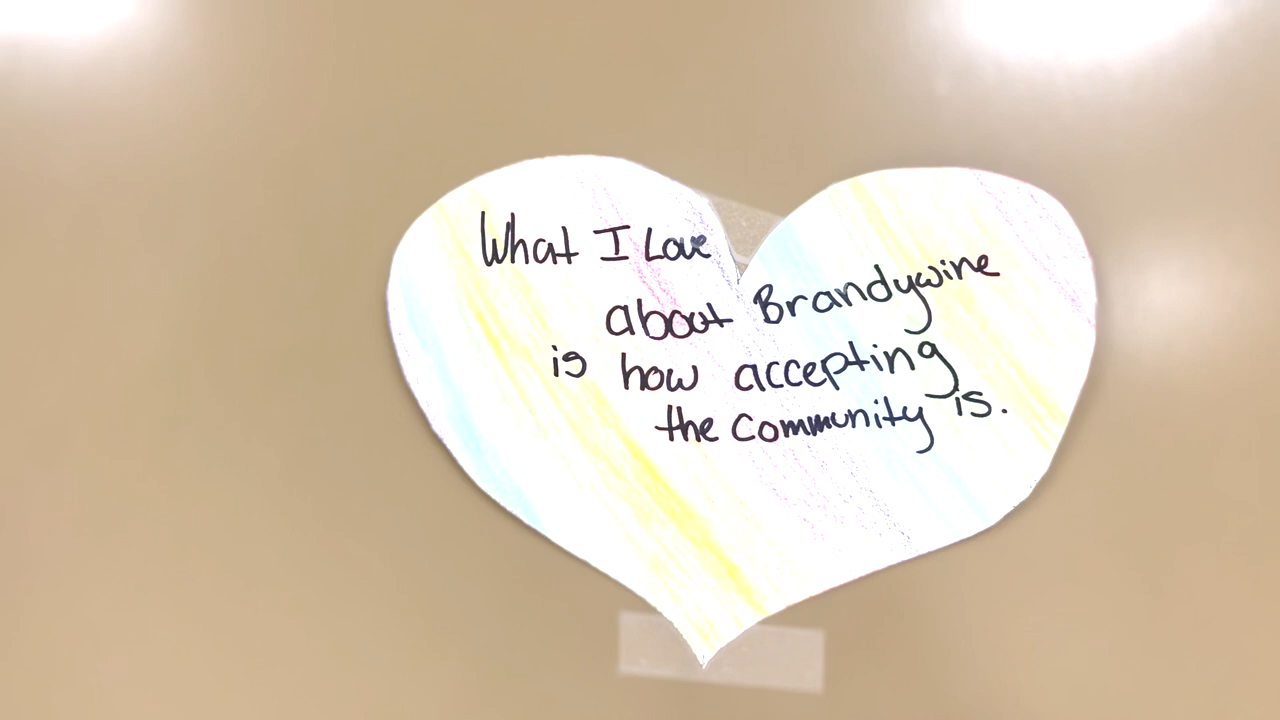 What I Love
about Brandywine
is how accepting
the community is.